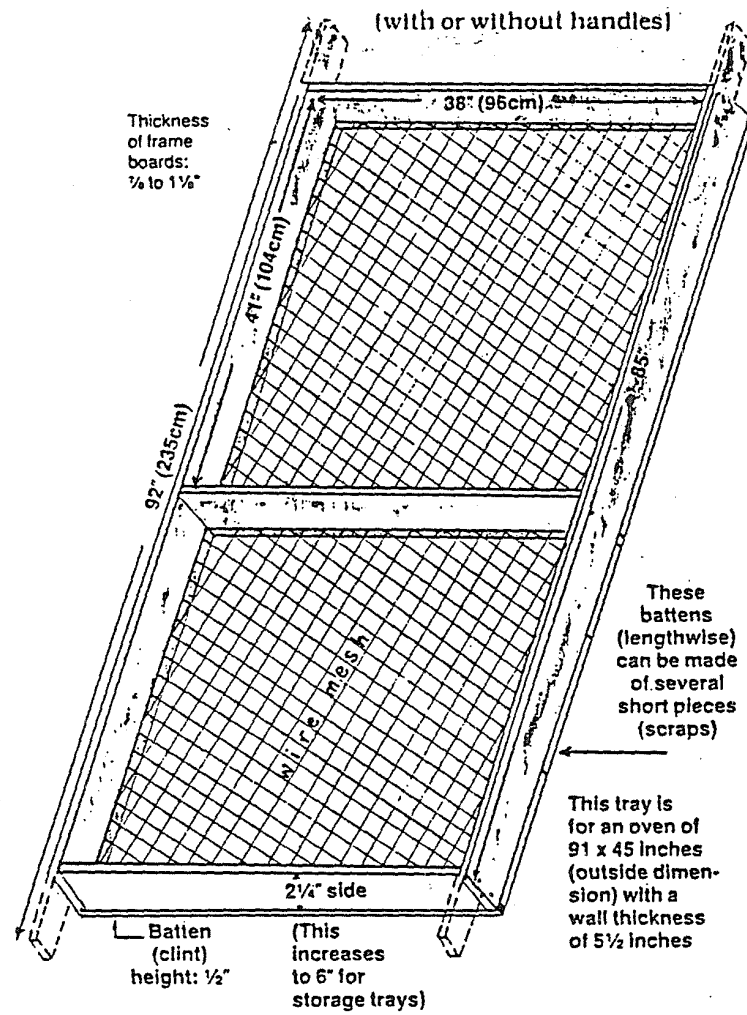 (with or without handles)
38" (96cm)
Thickness
of frame
boards:
⅞ to 1⅛"
41" (104cm)
85"
92" (235cm)
These
battens
(lengthwise)
can be made
of several
short pieces
(scraps)
wire mesh
This tray is
for an oven of
91 x 45 inches
(outside dimen-
sion) with a
wall thickness
of 5½ inches
2¼" side
Batten
(clint)
height: ½"
(This
increases
to 6" for
storage trays)